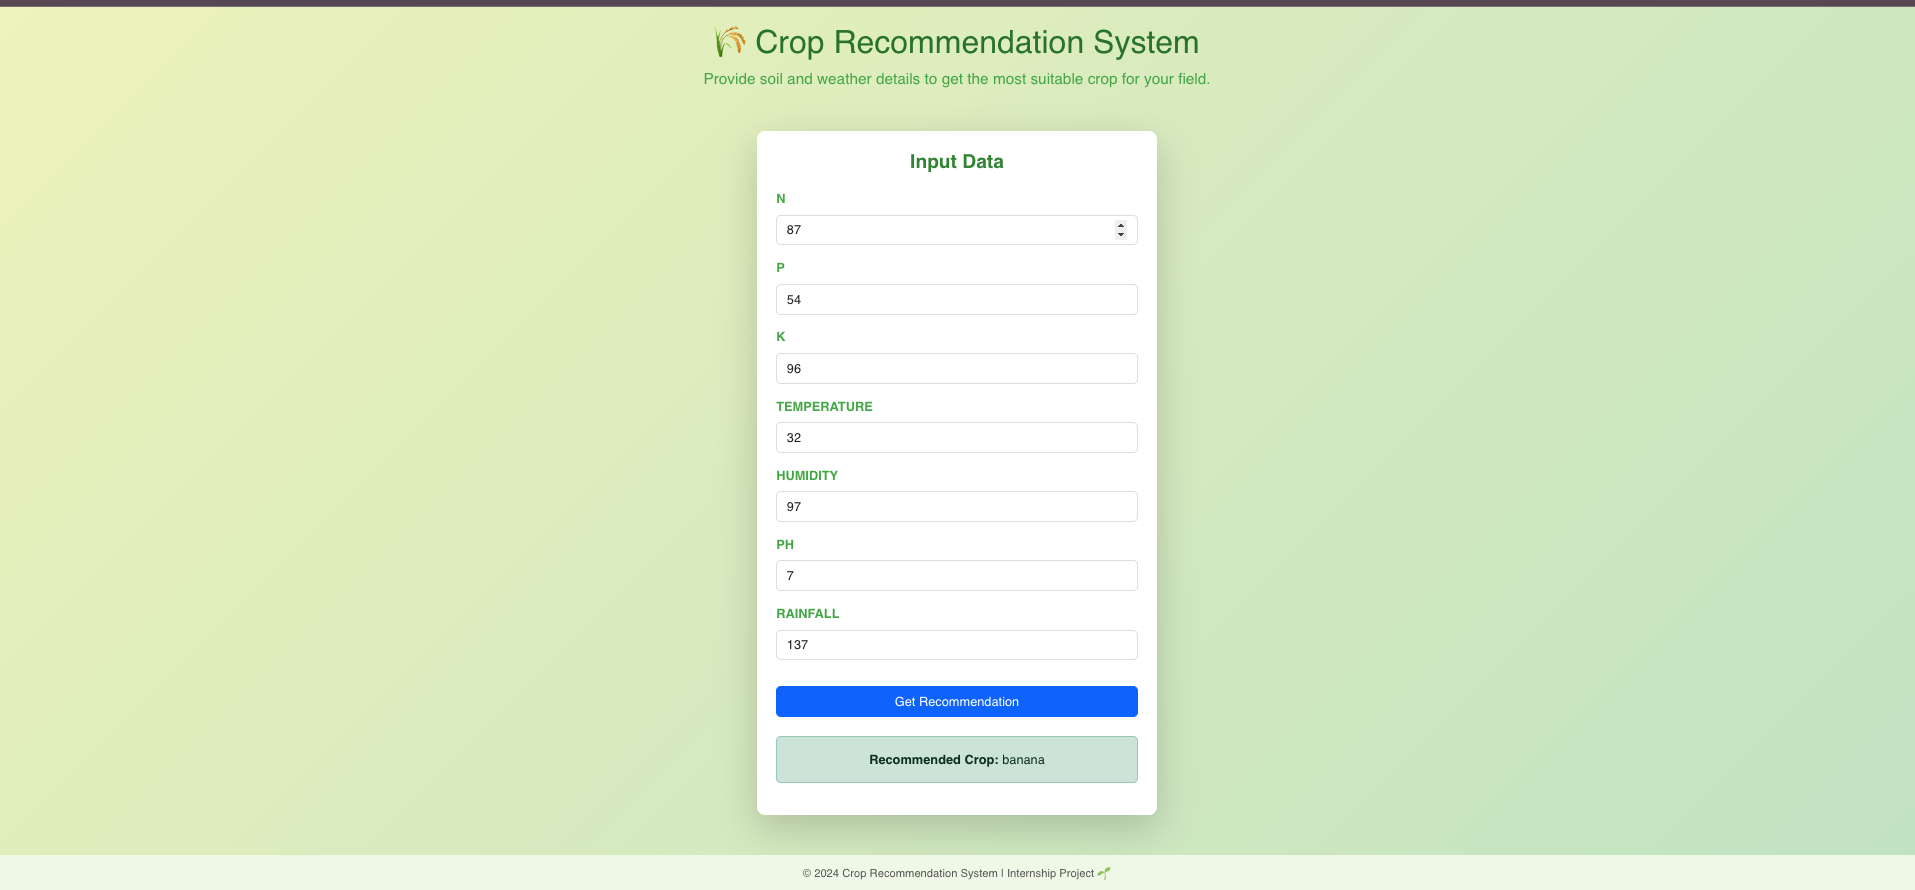 Crop Recommendation System
Provide soil and weather details to get the most suitable crop for your field.
Input Data
N
87
P
54
K
96
TEMPERATURE
32
HUMIDITY
97
PH
7
RAINFALL
137
Get Recommendation
Recommended Crop: banana
© 2024 Crop Recommendation System | Internship Project